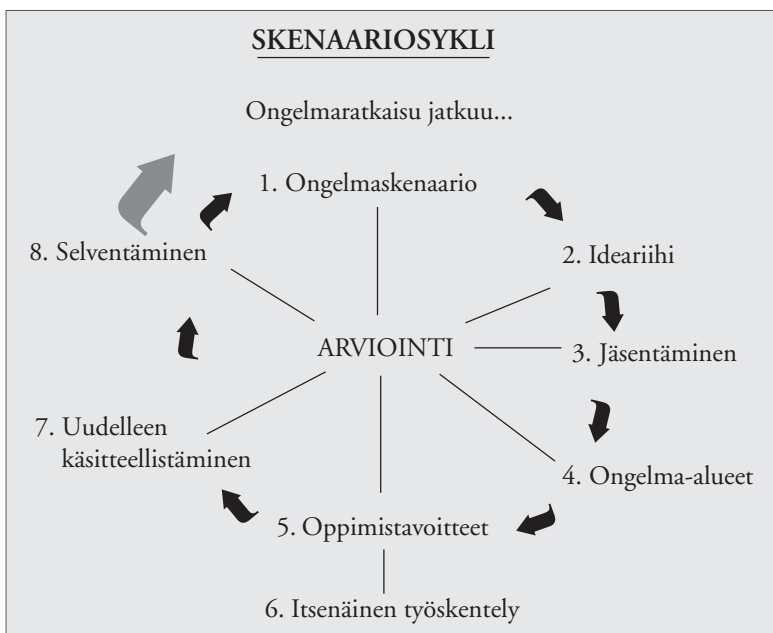 SKENAARIOSYKLI
Ongelmaratkaisu jatkuu...
1. Ongelmaskenaario
2. Ideariihi
3. Jäsentäminen
4. Ongelma-alueet
5. Oppimistavoitteet
6. Itsenäinen työskentely
7. Uudelleen
käsitteellistäminen
8. Selventäminen
ARVIOINTI